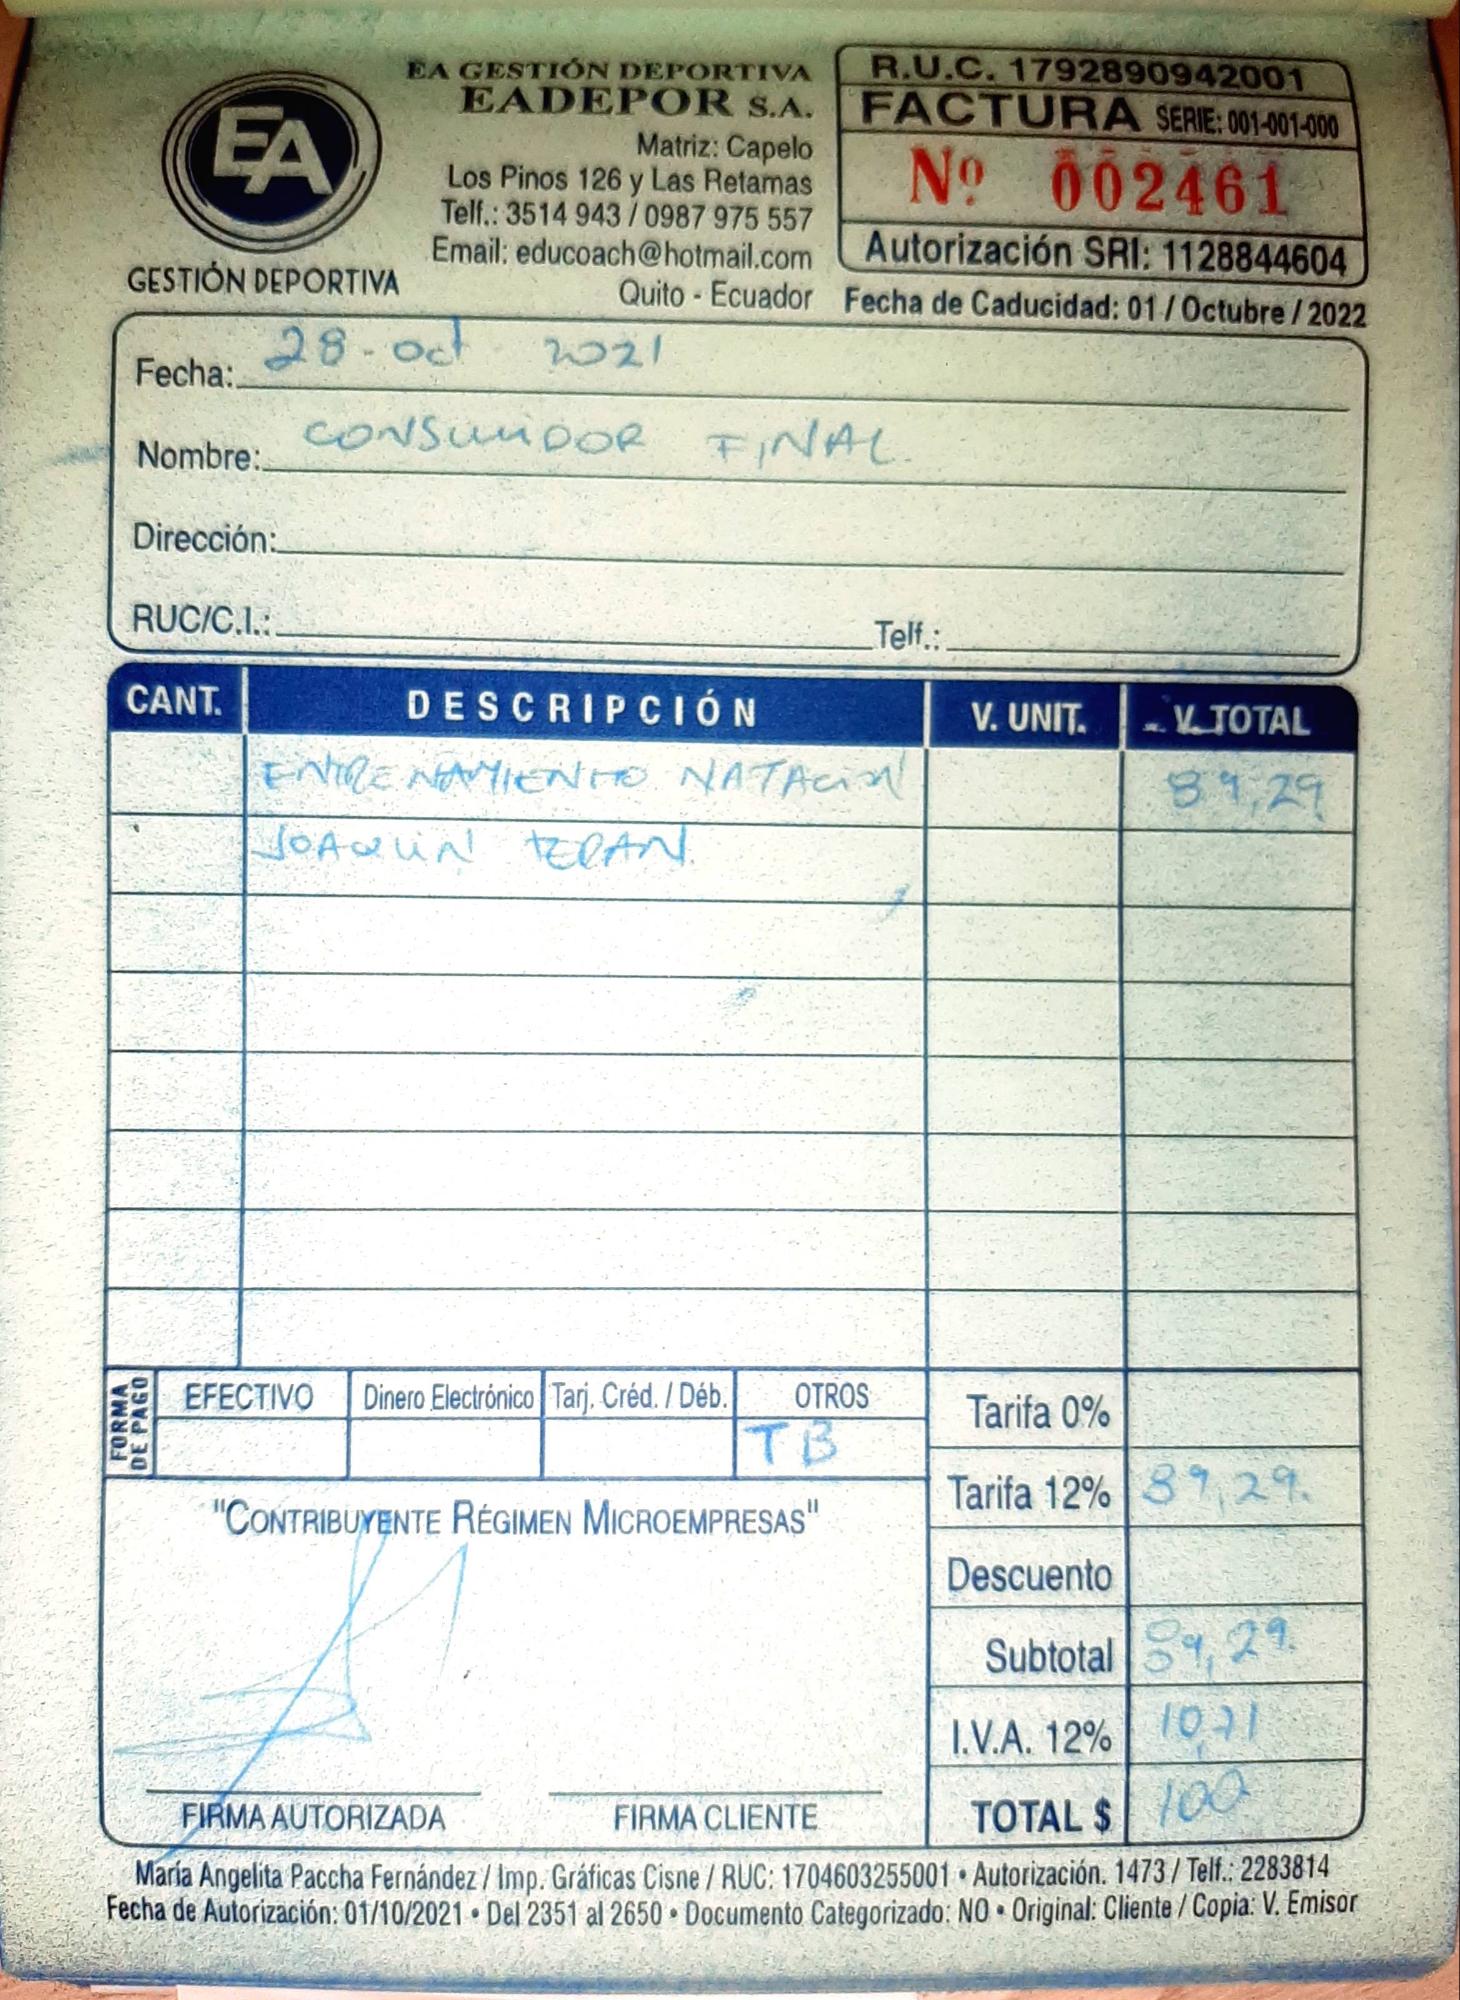 EA
GESTIÓN DEPORTIVA
EA GESTIÓN DEPORTIVA
EADEPOR S.A.
Matriz: Capelo
Los Pinos 126 y Las Retamas
Telf.: 3514 943 / 0987 975 557
Email: educoach@hotmail.com
Quito - Ecuador
R.U.C. 1792890942001
FACTURA SERIE: 001-001-000
Nº 002461
Autorización SRI: 1128844604
Fecha de Caducidad: 01 / Octubre / 2022
Fecha: 28 - oct 2021
Nombre: CONSUMIDOR FINAL.
Dirección:
RUC/C.I.: Telf.:
CANT. DESCRIPCIÓN V. UNIT. V. TOTAL
ENTRENAMIENTO NATACION 89,29
JOAQUIN TERAN
FORMA DE PAGO
EFECTIVO Dinero Electrónico Tarj. Créd. / Déb. OTROS
TB
Tarifa 0%
Tarifa 12% 89,29.
Descuento
Subtotal 89,29.
I.V.A. 12% 10,71
TOTAL $ 100
"CONTRIBUYENTE RÉGIMEN MICROEMPRESAS"
FIRMA AUTORIZADA FIRMA CLIENTE
María Angelita Paccha Fernández / Imp. Gráficas Cisne / RUC: 1704603255001 • Autorización. 1473 / Telf.: 2283814
Fecha de Autorización: 01/10/2021 • Del 2351 al 2650 • Documento Categorizado: NO • Original: Cliente / Copia: V. Emisor